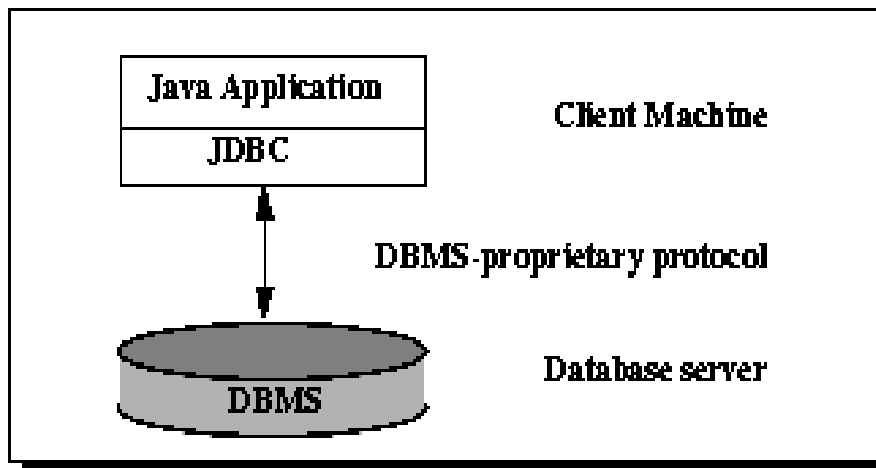 Java Application
JDBC
Client Machine
DBMS-proprietary protocol
Database server
DBMS